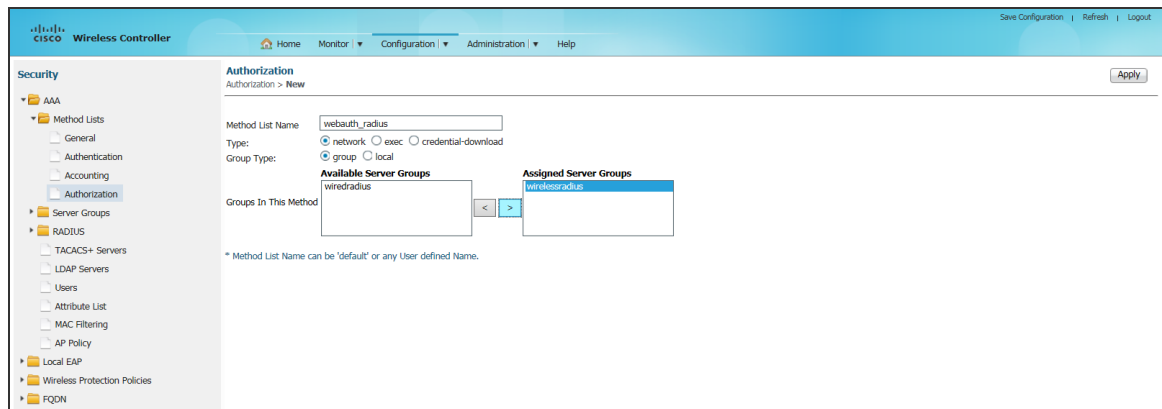 Save Configuration | Refresh | Logout
CISCO Wireless Controller
Home Monitor Configuration Administration Help
Security
AAA
Method Lists
General
Authentication
Accounting
Authorization
Server Groups
RADIUS
TACACS+ Servers
LDAP Servers
Users
Attribute List
MAC Filtering
AP Policy
Local EAP
Wireless Protection Policies
FQDN
Authorization
Authorization > New
Apply
Method List Name webauth_radius
Type: network exec credential-download
Group Type: group local
Available Server Groups Assigned Server Groups
wiredradius wirelessradius
Groups In This Method < >
* Method List Name can be 'default' or any User defined Name.